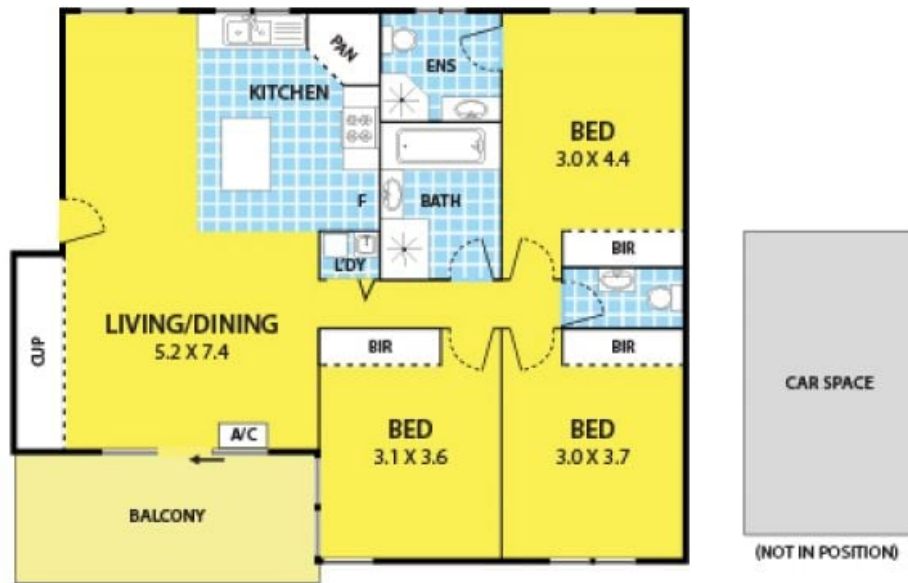 PAN
ENS
KITCHEN
BED
3.0 X 4.4
F
BATH
L'DY
BIR
LIVING/DINING
5.2 X 7.4
CUP
BIR
BIR
CAR SPACE
A/C
BED
3.1 X 3.6
BED
3.0 X 3.7
BALCONY
(NOT IN POSITION)